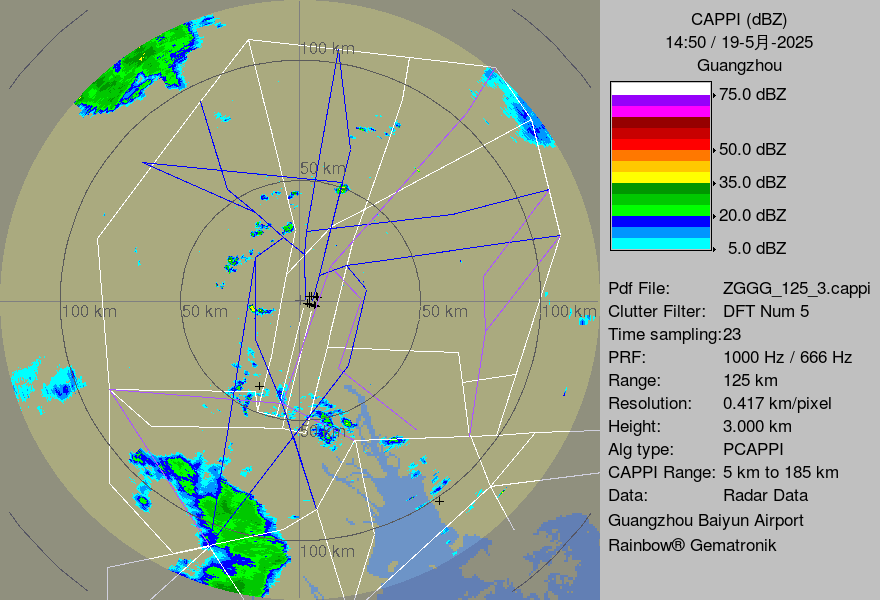 CAPPI (dBZ)
14:50 / 19-5月-2025
Guangzhou
75.0 dBZ
50.0 dBZ
35.0 dBZ
20.0 dBZ
5.0 dBZ
Pdf File: ZGGG_125_3.cappi
Clutter Filter: DFT Num 5
Time sampling:23
PRF: 1000 Hz / 666 Hz
Range: 125 km
Resolution: 0.417 km/pixel
Height: 3.000 km
Alg type: PCAPPI
CAPPI Range: 5 km to 185 km
Data: Radar Data
Guangzhou Baiyun Airport
Rainbow® Gematronik
100 km
50 km
100 km
50 km
50 km
100 km
50 km
100 km